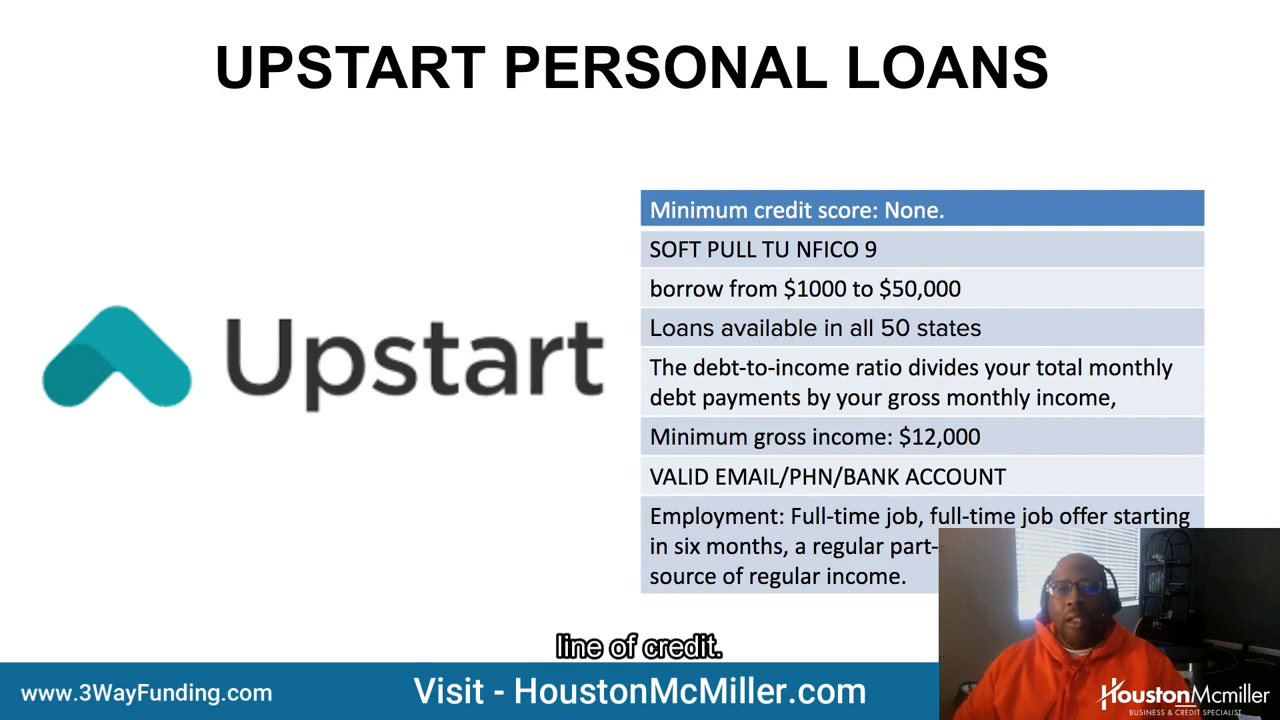 UPSTART PERSONAL LOANS
Upstart
Minimum credit score: None.
SOFT PULL TU NFICO 9
borrow from $1000 to $50,000
Loans available in all 50 states
The debt-to-income ratio divides your total monthly
debt payments by your gross monthly income,
Minimum gross income: $12,000
VALID EMAIL/PHN/BANK ACCOUNT
Employment: Full-time job, full-time job offer starting
in six months, a regular part-
source of regular income.
line of credit.
www.3WayFunding.com
Visit - HoustonMcMiller.com
HoustonMcmiller
BUSINESS & CREDIT SPECIALIST